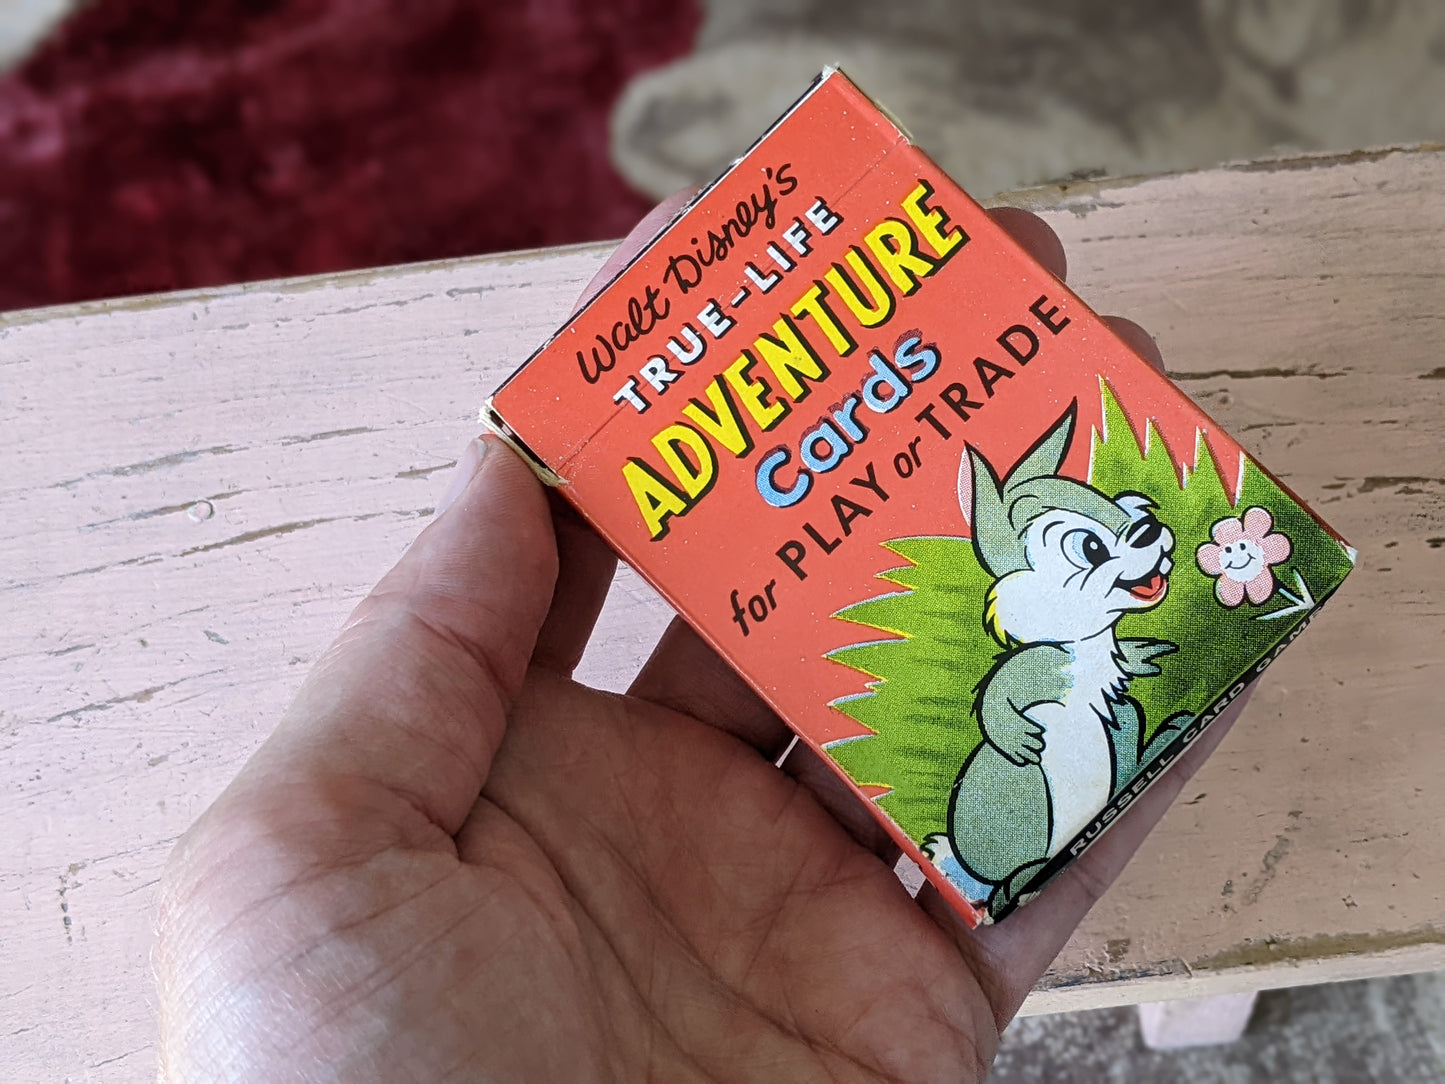 Walt Disney's
TRUE-LIFE
ADVENTURE
Cards
for PLAY or TRADE
RUSSELL CARD GAME